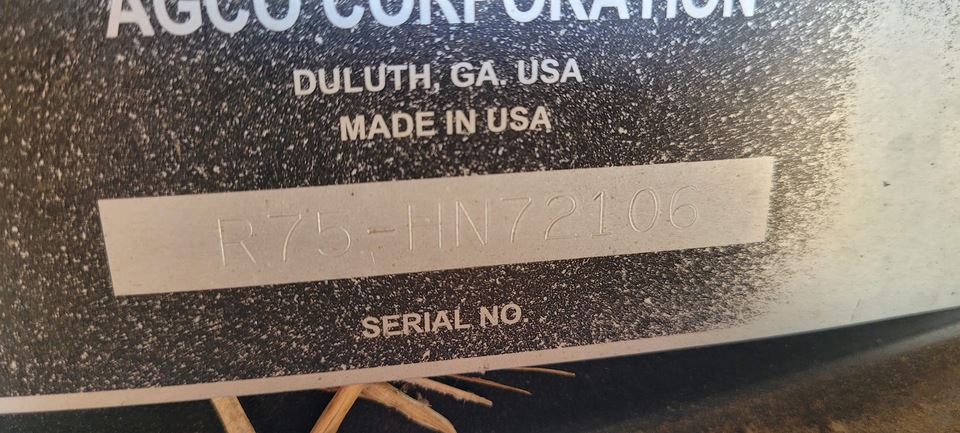 AGCO CORPORATION
DULUTH, GA. USA
MADE IN USA
R75-HN72106
SERIAL NO.